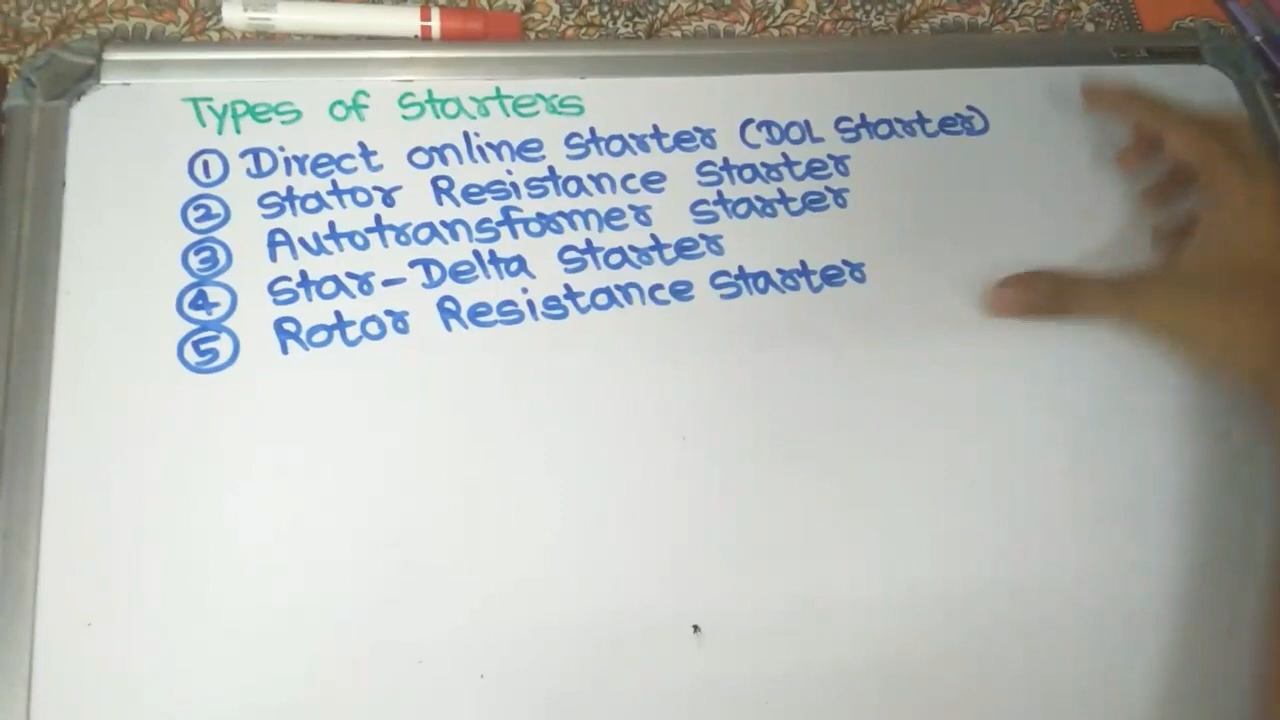 Types of Starters
① Direct online Starter (DOL Starter)
② Stator Resistance Starter
③ Autotransformer Starter
④ Star-Delta Starter
⑤ Rotor Resistance Starter